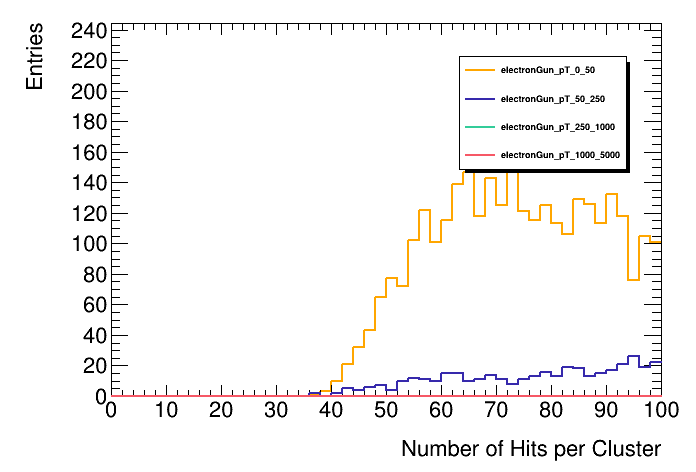 Entries
240
220
200
180
160
140
120
100
80
60
40
20
0
electronGun_pT_0_50
electronGun_pT_50_250
electronGun_pT_250_1000
electronGun_pT_1000_5000
0 10 20 30 40 50 60 70 80 90 100
Number of Hits per Cluster